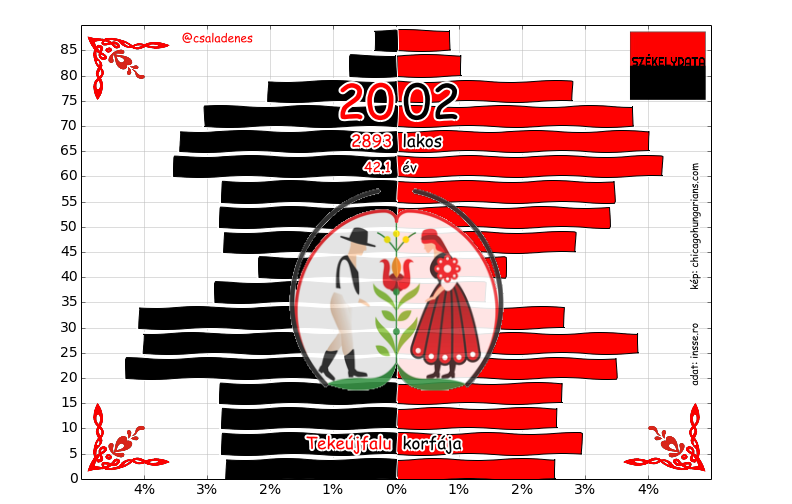 @csaladenes
SZÉKELYDATA
2002
2893 lakos
42.1 év
kép: chicagohungarians.com
adat: insse.ro
Tekeújfalu korfája
85
80
75
70
65
60
55
50
45
40
35
30
25
20
15
10
5
0
4% 3% 2% 1% 0% 1% 2% 3% 4%